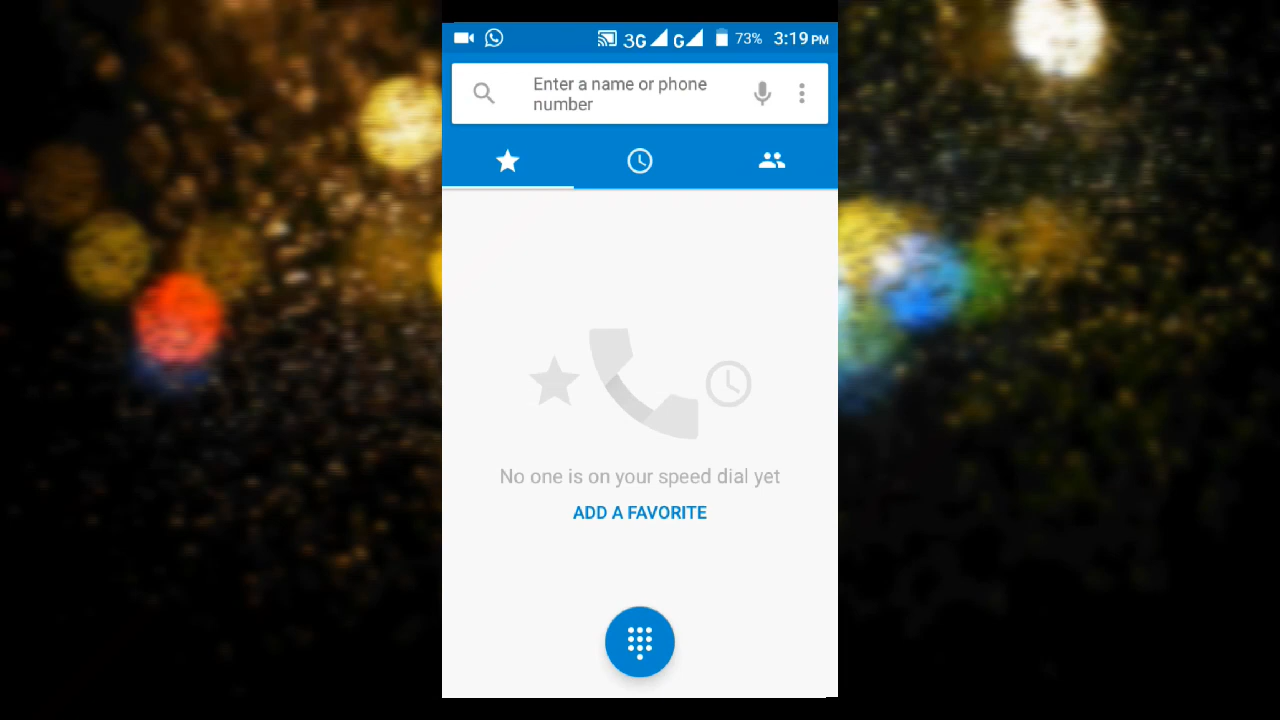 3G G 73% 3:19 PM
Enter a name or phone
number
No one is on your speed dial yet
ADD A FAVORITE